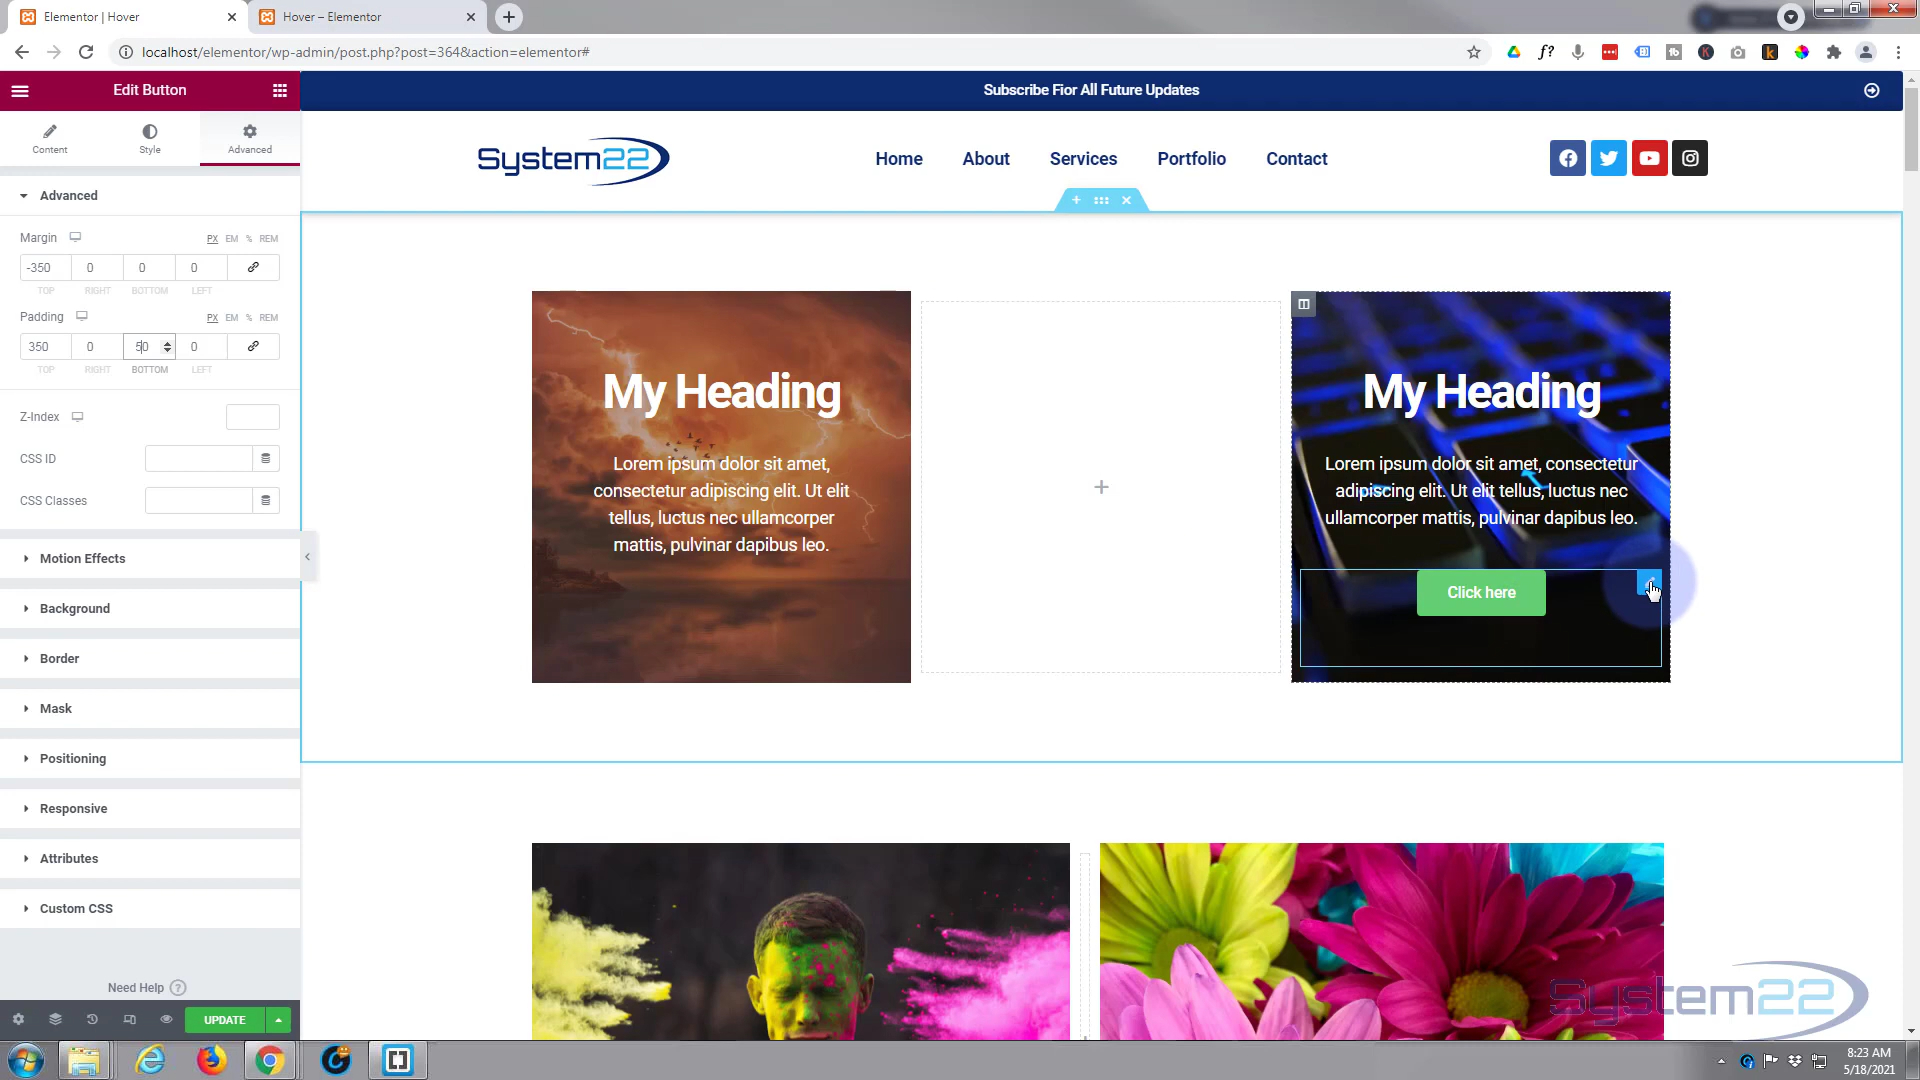 Elementor | Hover
Hover – Elementor
localhost/elementor/wp-admin/post.php?post=364&action=elementor#
Edit Button
Content
Style
Advanced
Advanced
Margin
PX EM % REM
-350 0 0 0
TOP RIGHT BOTTOM LEFT
Padding
PX EM % REM
350 0 50 0
TOP RIGHT BOTTOM LEFT
Z-Index
CSS ID
CSS Classes
Motion Effects
Background
Border
Mask
Positioning
Responsive
Attributes
Custom CSS
Need Help ?
UPDATE
Subscribe Fior All Future Updates
System22
Home About Services Portfolio Contact
My Heading
Lorem ipsum dolor sit amet,
consectetur adipiscing elit. Ut elit
tellus, luctus nec ullamcorper
mattis, pulvinar dapibus leo.
My Heading
Lorem ipsum dolor sit amet, consectetur
adipiscing elit. Ut elit tellus, luctus nec
ullamcorper mattis, pulvinar dapibus leo.
Click here
System22
8:23 AM
5/18/2021